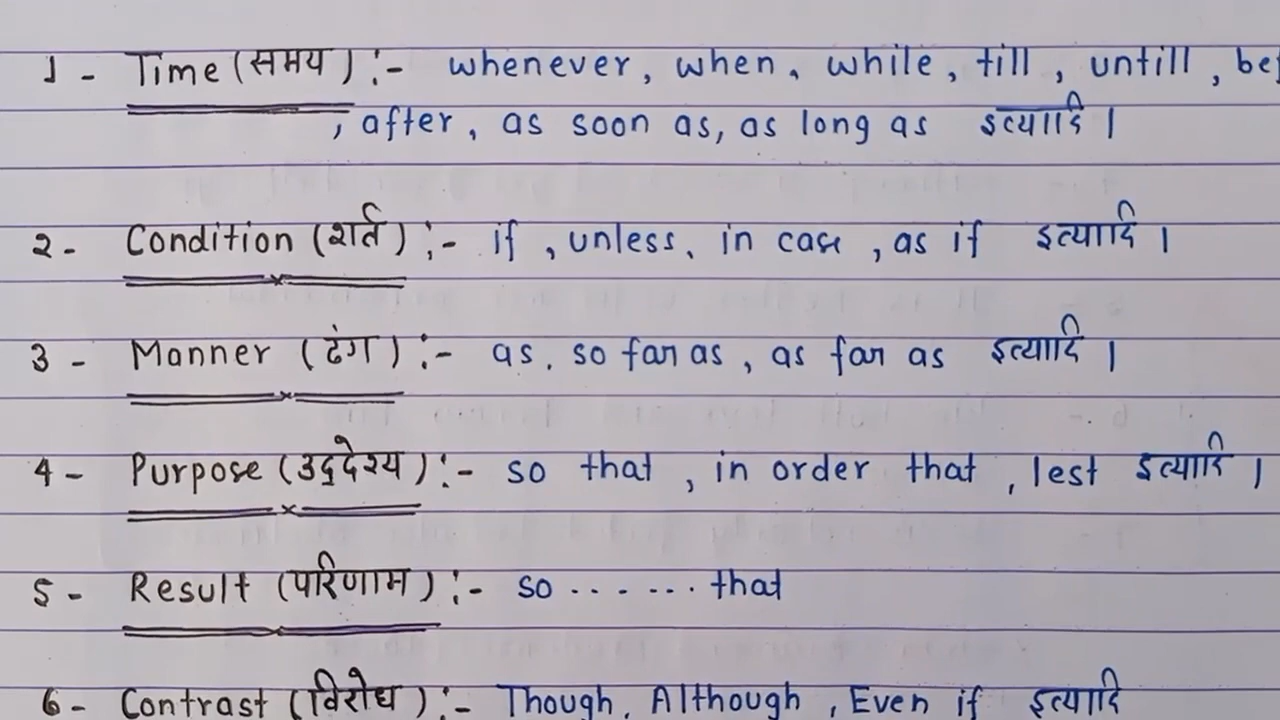 1 - Time (समय) :- whenever, when, while, till, untill,
, after, as soon as, as long as इत्यादि।
2 - Condition (शर्त) :- if, unless, in case, as if इत्यादि।
3 - Manner (ढंग) :- as, so far as, as far as इत्यादि।
4 - Purpose (उद्देश्य) :- so that, in order that, lest इत्यादि।
5 - Result (परिणाम) :- so ...... that
6 - Contrast (विरोध) :- Though, Although, Even if इत्यादि